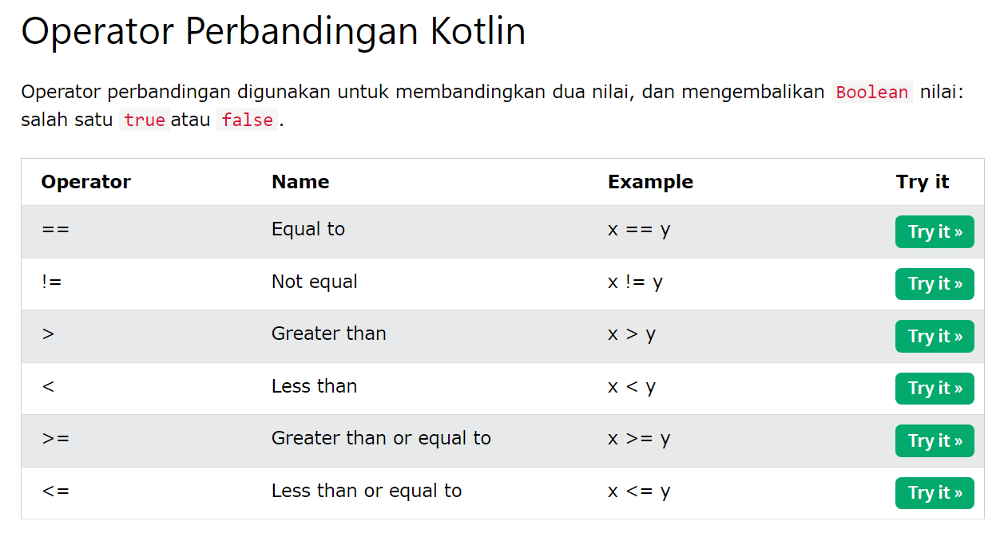 Operator Perbandingan Kotlin
Operator perbandingan digunakan untuk membandingkan dua nilai, dan mengembalikan Boolean nilai:
salah satu true atau false .
Operator Name Example Try it
== Equal to x == y Try it »
!= Not equal x != y Try it »
> Greater than x > y Try it »
< Less than x < y Try it »
>= Greater than or equal to x >= y Try it »
<= Less than or equal to x <= y Try it »